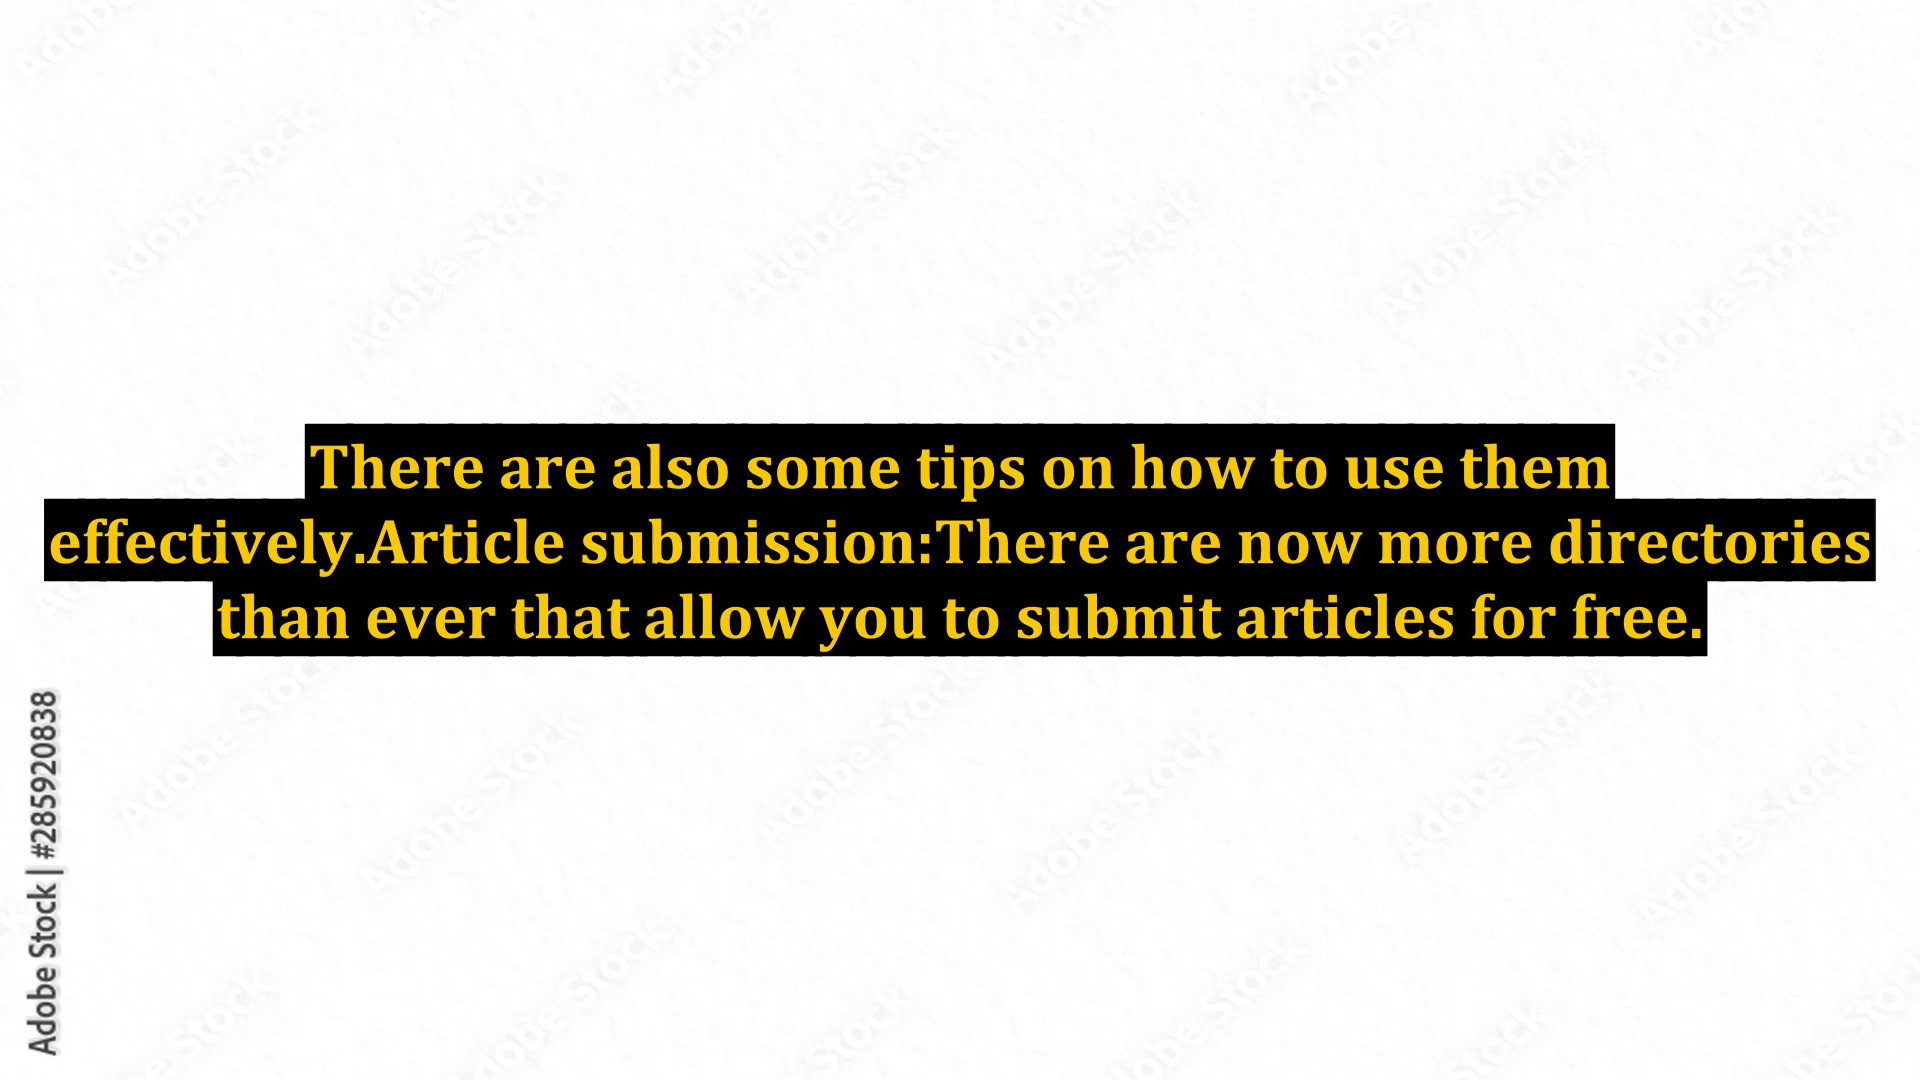 There are also some tips on how to use them
effectively.Article submission:There are now more directories
than ever that allow you to submit articles for free.
Adobe Stock | #285920838